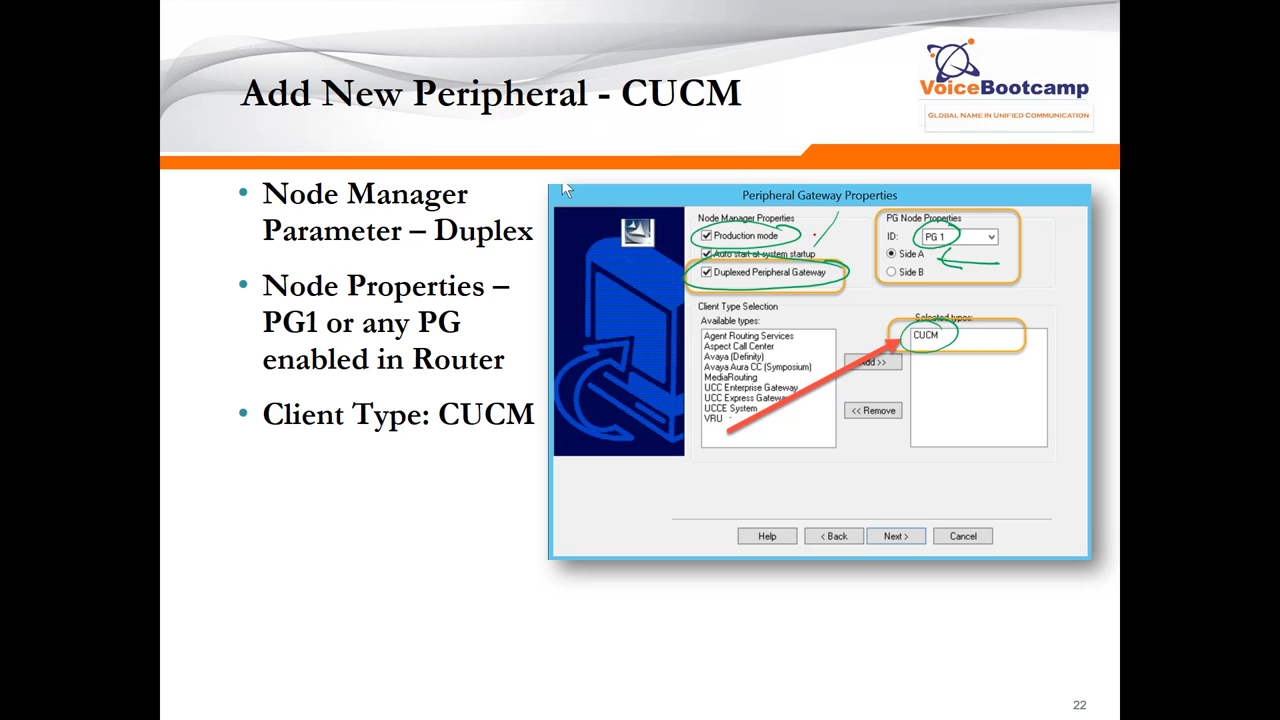 Add New Peripheral - CUCM
VoiceBootcamp
GLOBAL NAME IN UNIFIED COMMUNICATION
• Node Manager
Parameter – Duplex
• Node Properties –
PG1 or any PG
enabled in Router
• Client Type: CUCM
Peripheral Gateway Properties
Node Manager Properties
Production mode
Auto start at system startup
Duplexed Peripheral Gateway
PG Node Properties
ID: PG 1
Side A
Side B
Client Type Selection
Available types:
Agent Routing Services
Aspect Call Center
Avaya (Definity)
Avaya Aura CC (Symposium)
MediaRouting
UCC Enterprise Gateway
UCC Express Gateway
UCCE System
VRU
Add >>
<< Remove
Selected types:
CUCM
Help
< Back
Next >
Cancel
22